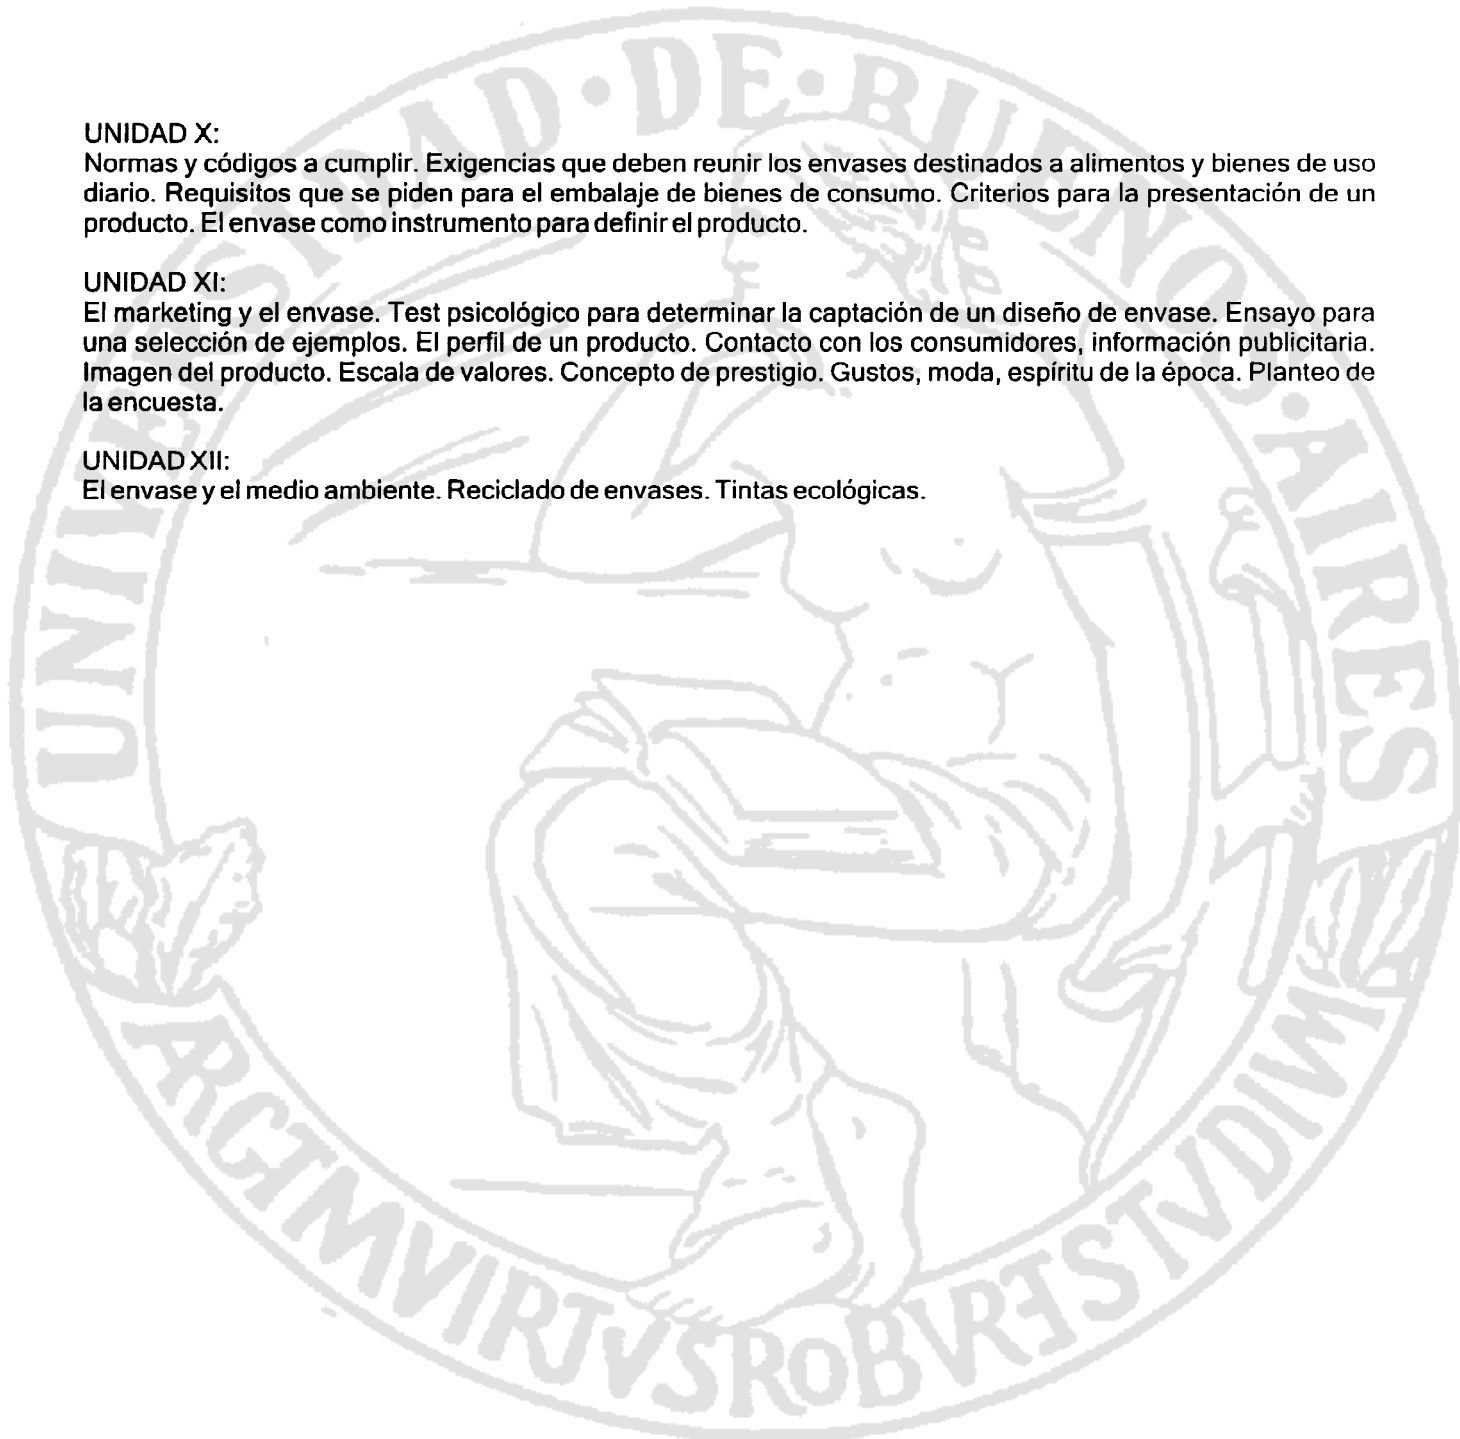 UNIDAD X:
Normas y códigos a cumplir. Exigencias que deben reunir los envases destinados a alimentos y bienes de uso
diario. Requisitos que se piden para el embalaje de bienes de consumo. Criterios para la presentación de un
producto. El envase como instrumento para definir el producto.
UNIDAD XI:
El marketing y el envase. Test psicológico para determinar la captación de un diseño de envase. Ensayo para
una selección de ejemplos. El perfil de un producto. Contacto con los consumidores, información publicitaria.
Imagen del producto. Escala de valores. Concepto de prestigio. Gustos, moda, espíritu de la época. Planteo de
la encuesta.
UNIDAD XII:
El envase y el medio ambiente. Reciclado de envases. Tintas ecológicas.
UNIVERSIDAD · DE · BUENOS · AIRES
ARGTMVIRTVSROBVRETSTVDIVM